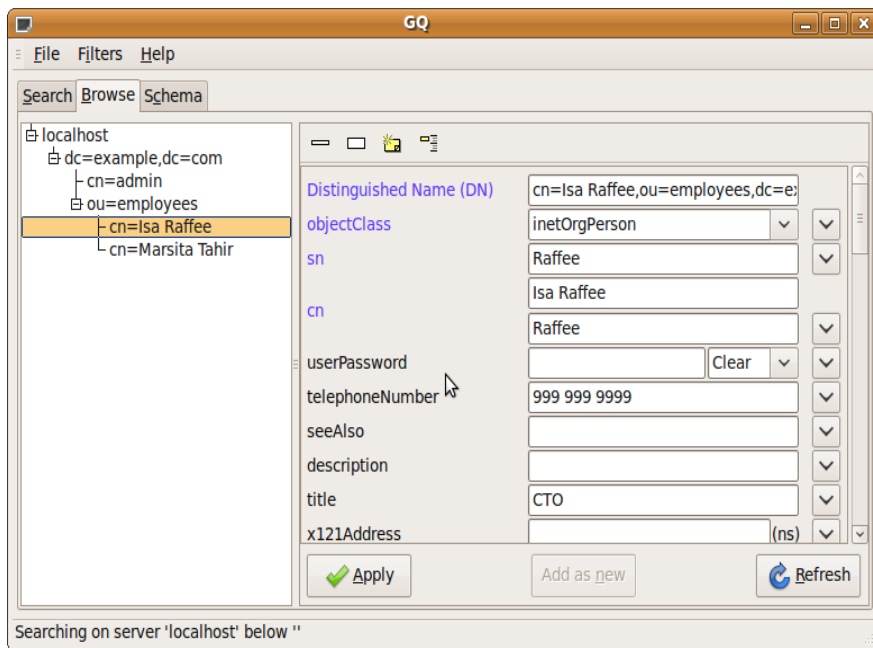 GQ
File Filters Help
Search Browse Schema
localhost
dc=example,dc=com
cn=admin
ou=employees
cn=Isa Raffee
cn=Marsita Tahir
Distinguished Name (DN) cn=Isa Raffee,ou=employees,dc=ex
objectClass inetOrgPerson
sn Raffee
cn Isa Raffee
Raffee
userPassword Clear
telephoneNumber 999 999 9999
seeAlso
description
title CTO
x121Address (ns)
Apply Add as new Refresh
Searching on server 'localhost' below ''